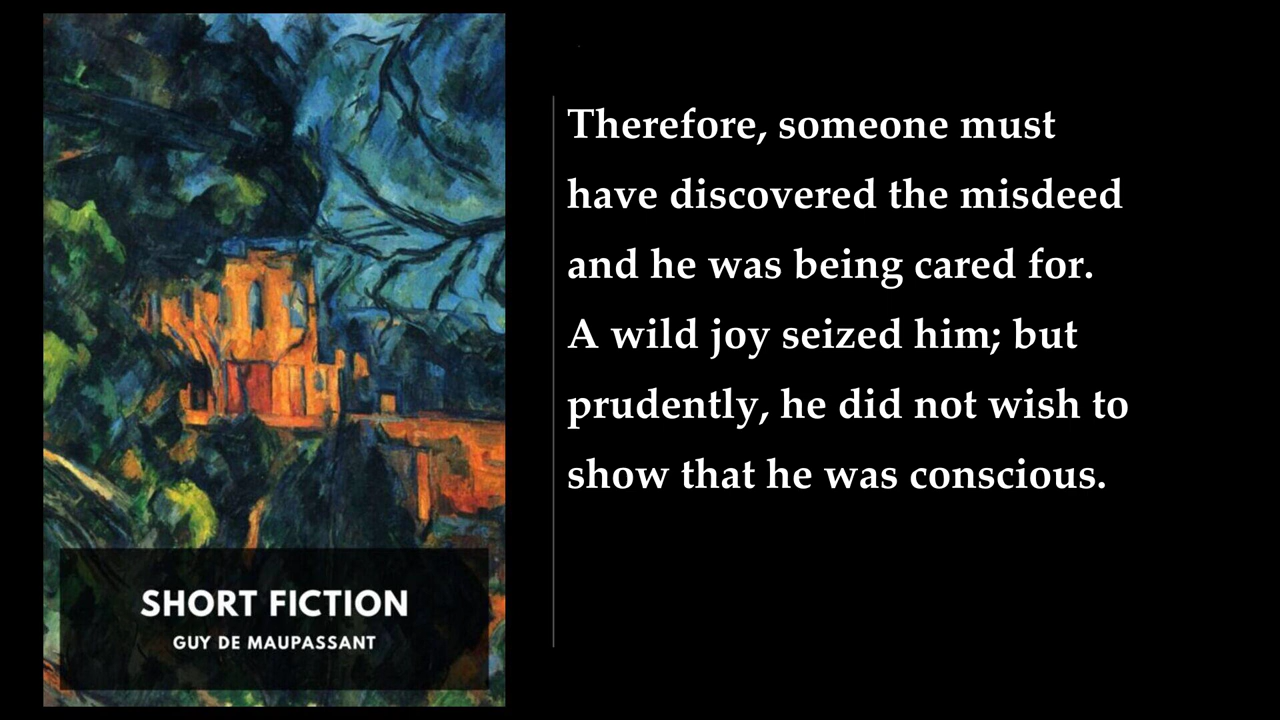 Therefore, someone must
have discovered the misdeed
and he was being cared for.
A wild joy seized him; but
prudently, he did not wish to
show that he was conscious.
SHORT FICTION
GUY DE MAUPASSANT